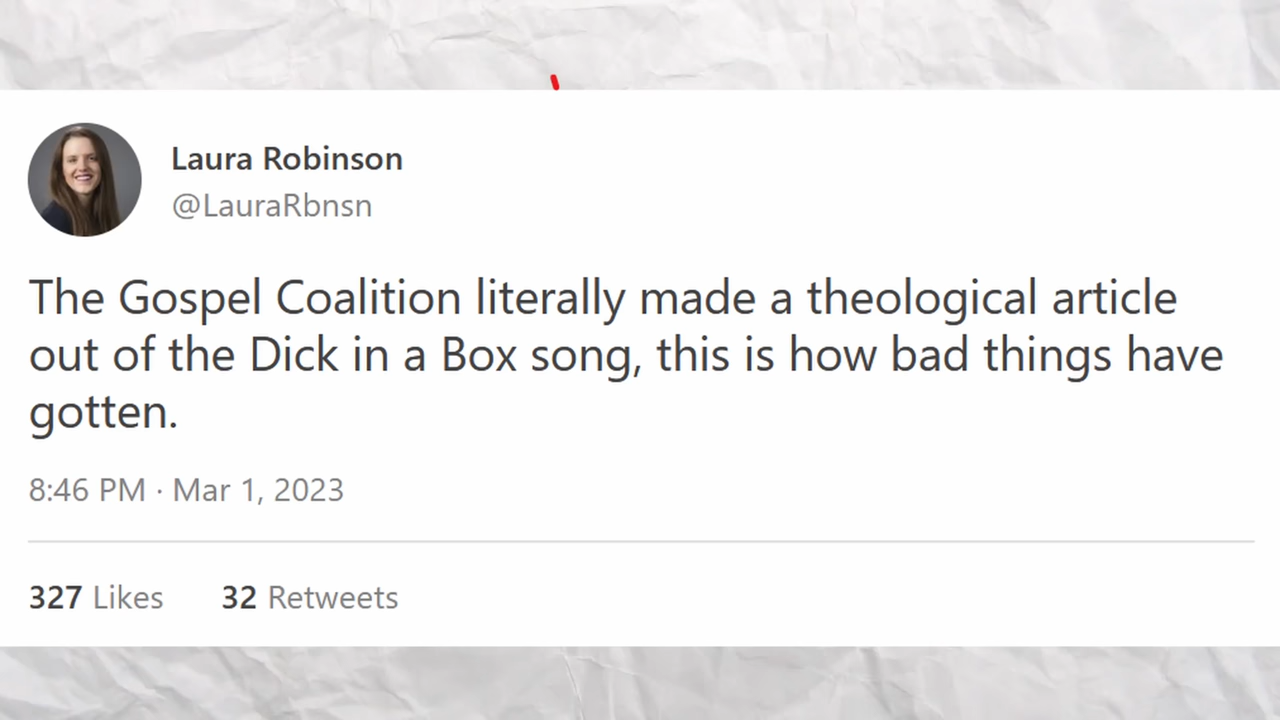 Laura Robinson
@LauraRbnsn
The Gospel Coalition literally made a theological article
out of the Dick in a Box song, this is how bad things have
gotten.
8:46 PM · Mar 1, 2023
327 Likes 32 Retweets